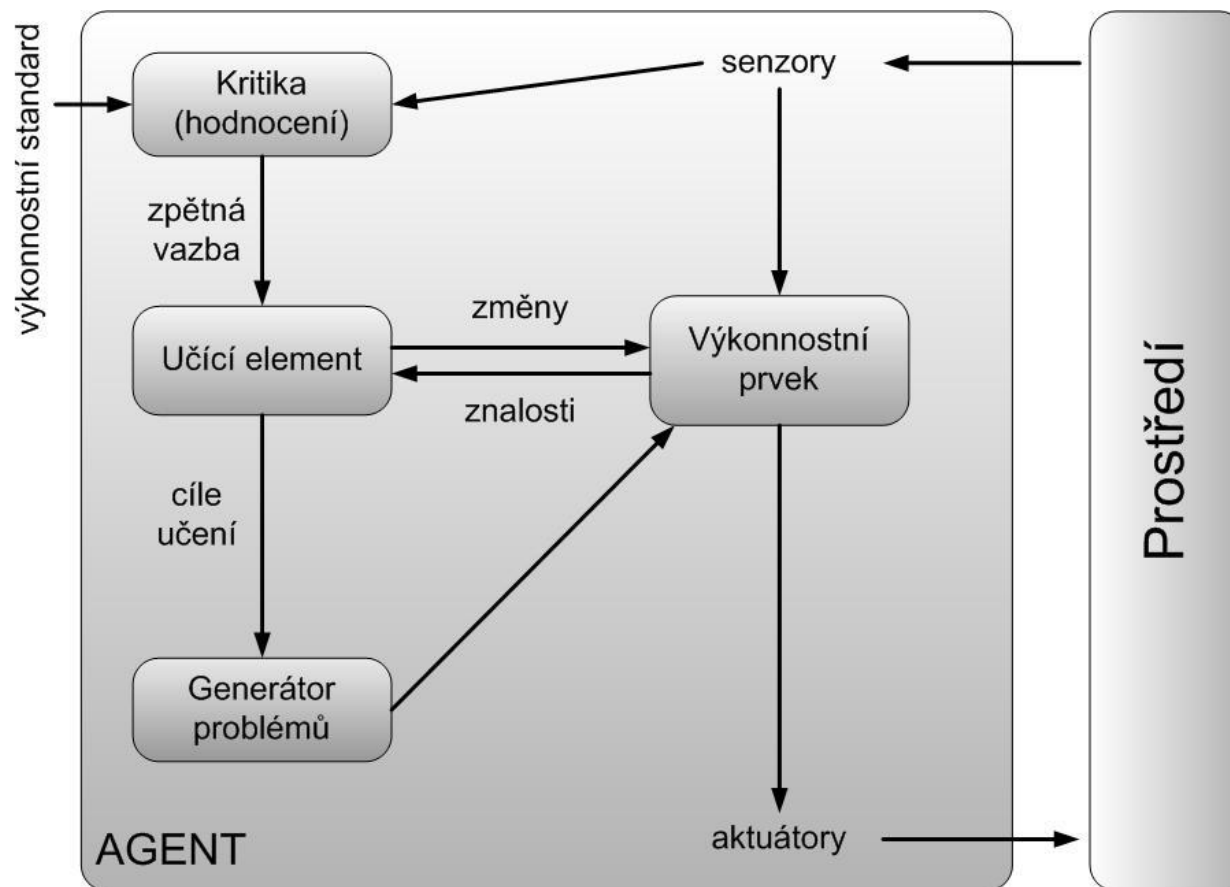 výkonnostní standard
Kritika
(hodnocení)
senzory
zpětná
vazba
Učící element
změny
znalosti
Výkonnostní
prvek
cíle
učení
Generátor
problémů
aktuátory
AGENT
Prostředí